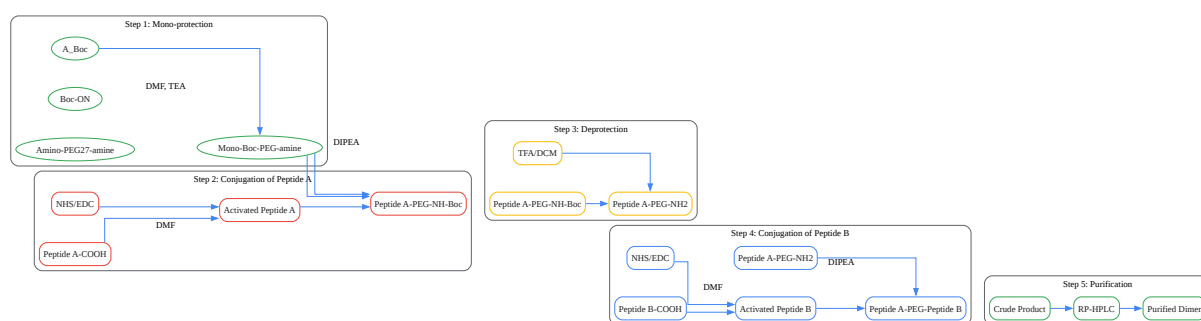 Step 1: Mono-protection
A_Boc
DMF, TEA
Boc-ON
Amino-PEG27-amine
Mono-Boc-PEG-amine
DIPEA
Step 2: Conjugation of Peptide A
NHS/EDC
Activated Peptide A
Peptide A-PEG-NH-Boc
DMF
Peptide A-COOH
Step 3: Deprotection
TFA/DCM
Peptide A-PEG-NH-Boc
Peptide A-PEG-NH2
Step 4: Conjugation of Peptide B
NHS/EDC
Peptide A-PEG-NH2
DIPEA
DMF
Peptide B-COOH
Activated Peptide B
Peptide A-PEG-Peptide B
Step 5: Purification
Crude Product
RP-HPLC
Purified Dimer